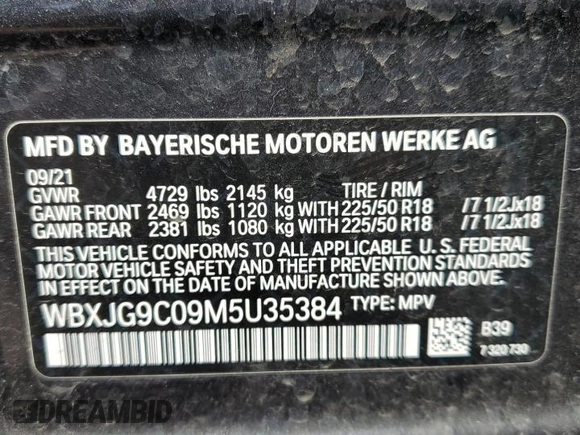 MFD BY BAYERISCHE MOTOREN WERKE AG
09/21
GVWR 4729 lbs 2145 kg TIRE / RIM
GAWR FRONT 2469 lbs 1120 kg WITH 225/50 R18 /7 1/2Jx18
GAWR REAR 2381 lbs 1080 kg WITH 225/50 R18 /7 1/2Jx18
THIS VEHICLE CONFORMS TO ALL APPLICABLE U. S. FEDERAL
MOTOR VEHICLE SAFETY AND THEFT PREVENTION STANDARDS
IN EFFECT ON THE DATE OF MANUFACTURE SHOWN ABOVE.
WBXJG9C09M5U35384 TYPE: MPV
B39
7 320 730
DREAMBID